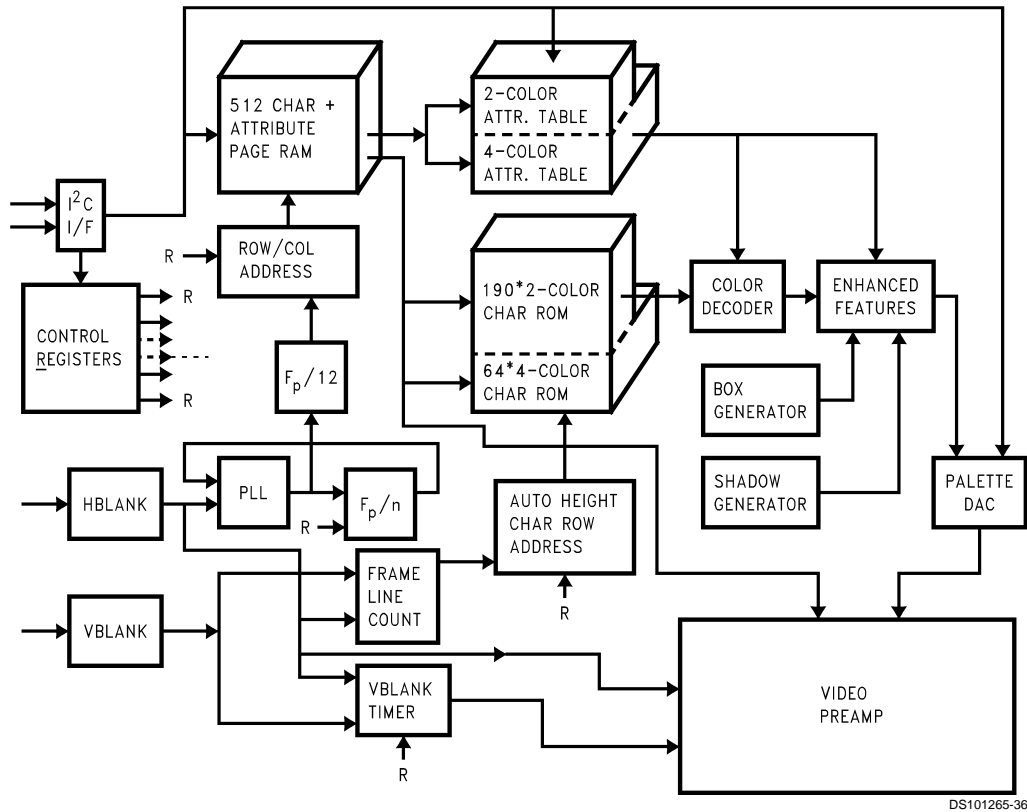 512 CHAR +
ATTRIBUTE
PAGE RAM
2-COLOR
ATTR. TABLE
4-COLOR
ATTR. TABLE
I²C
I/F
R
ROW/COL
ADDRESS
CONTROL
REGISTERS
R
R
190*2-COLOR
CHAR ROM
64*4-COLOR
CHAR ROM
COLOR
DECODER
ENHANCED
FEATURES
Fp/12
BOX
GENERATOR
SHADOW
GENERATOR
PALETTE
DAC
HBLANK
PLL
Fp/n
R
AUTO HEIGHT
CHAR ROW
ADDRESS
R
FRAME
LINE
COUNT
VBLANK
VBLANK
TIMER
R
VIDEO
PREAMP
DS101265-36